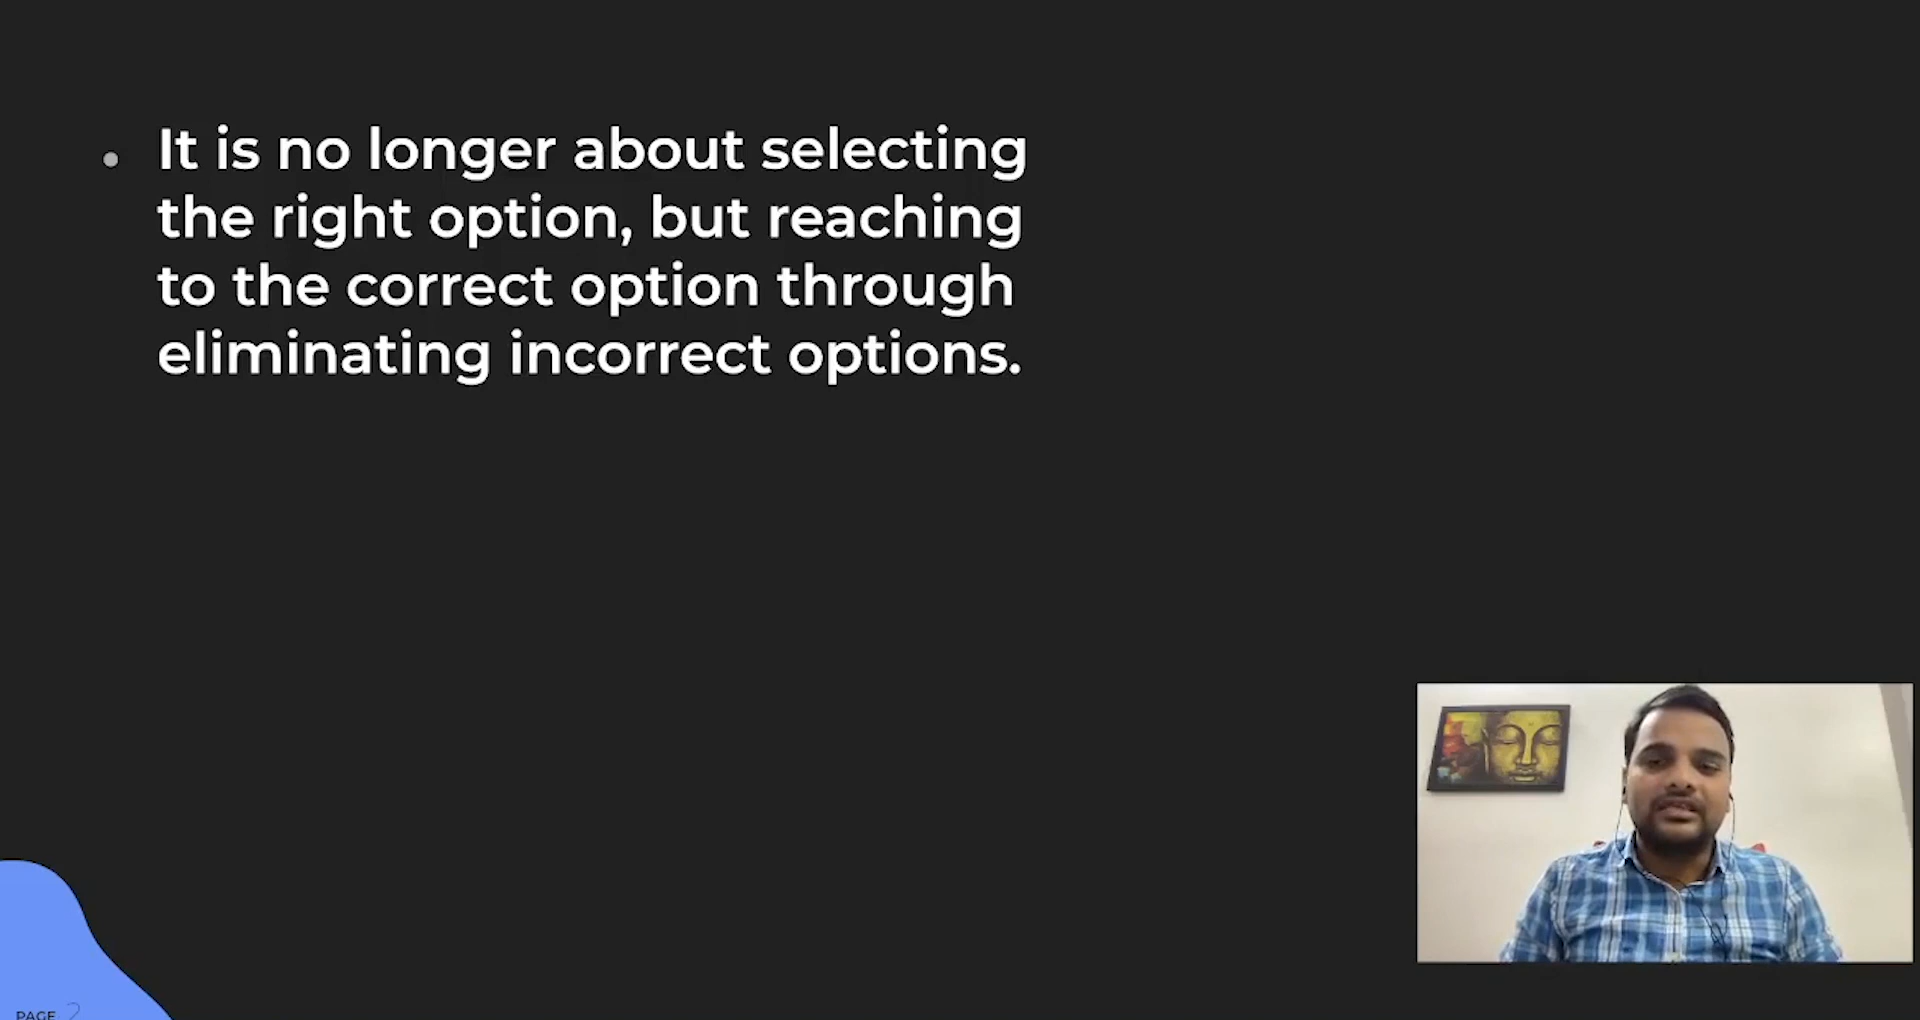 It is no longer about selecting
the right option, but reaching
to the correct option through
eliminating incorrect options.
PAGE 2